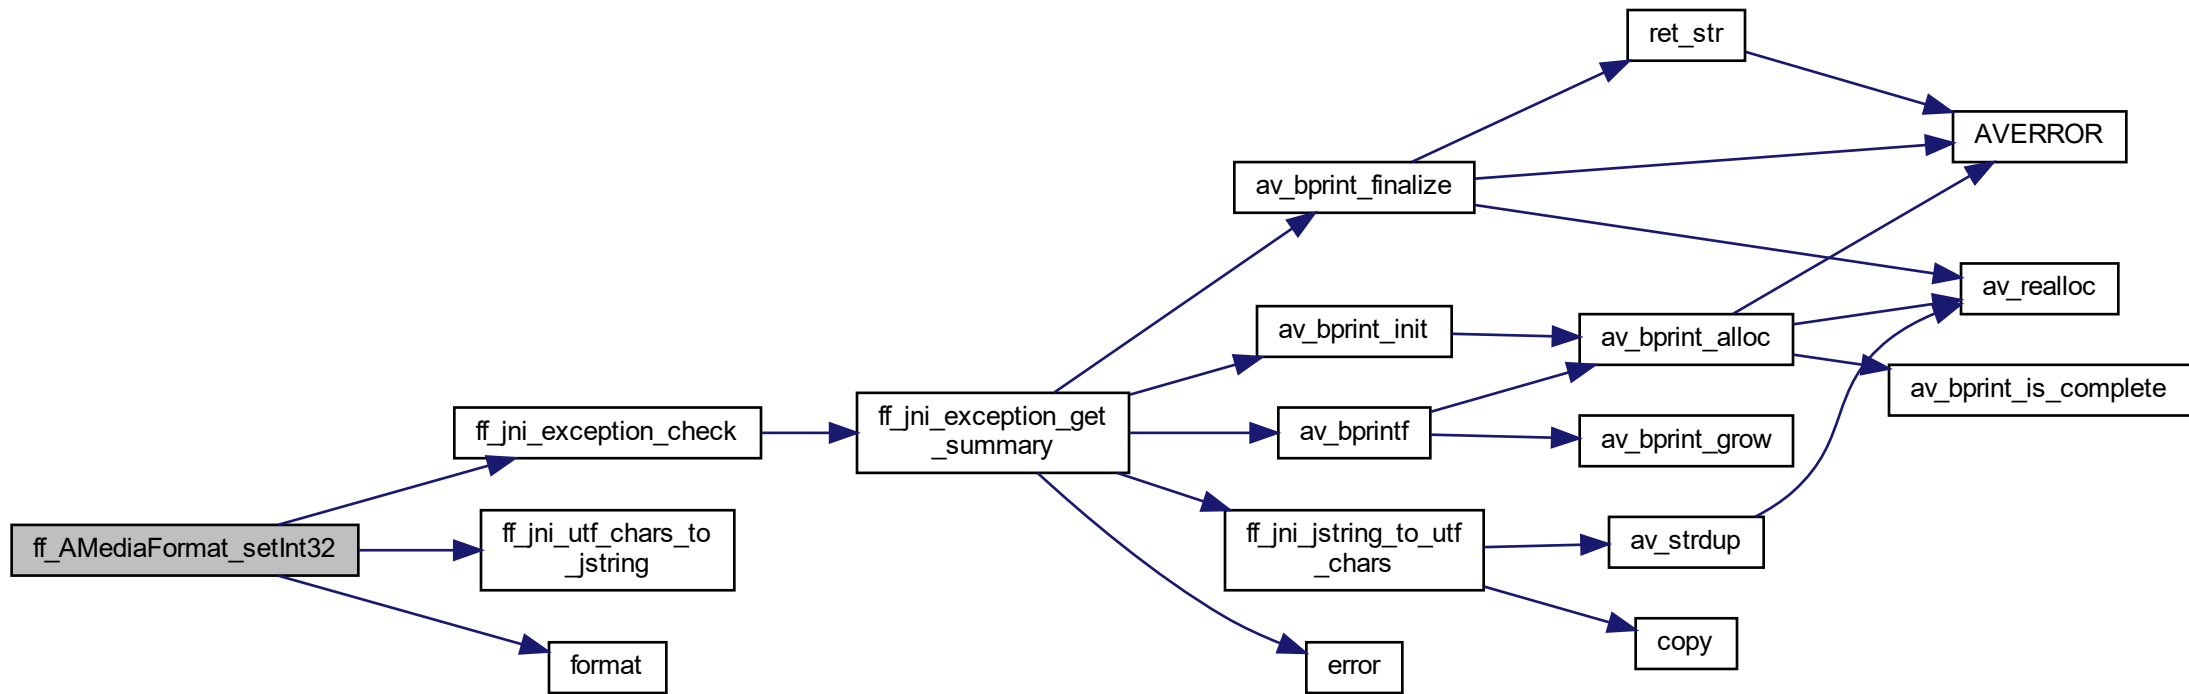 ff_AMediaFormat_setInt32
ff_jni_exception_check
ff_jni_utf_chars_to
_jstring
format
ff_jni_exception_get
_summary
av_bprint_finalize
av_bprint_init
av_bprintf
ff_jni_jstring_to_utf
_chars
error
ret_str
av_bprint_alloc
av_bprint_grow
av_strdup
copy
AVERROR
av_realloc
av_bprint_is_complete